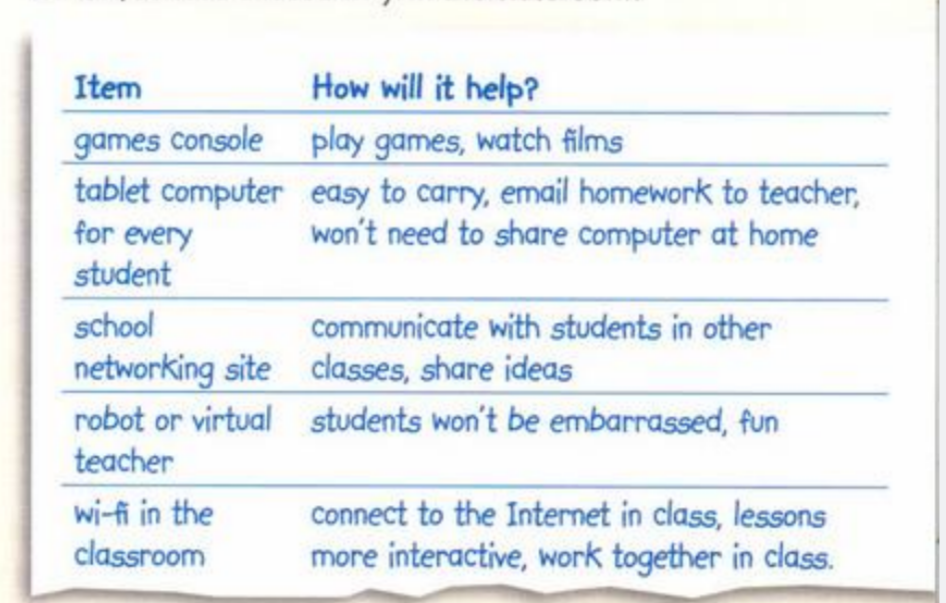 Item How will it help?
games console play games, watch films
tablet computer easy to carry, email homework to teacher,
for every won't need to share computer at home
student
school communicate with students in other
networking site classes, share ideas
robot or virtual students won't be embarrassed, fun
teacher
wi-fi in the connect to the Internet in class, lessons
classroom more interactive, work together in class.